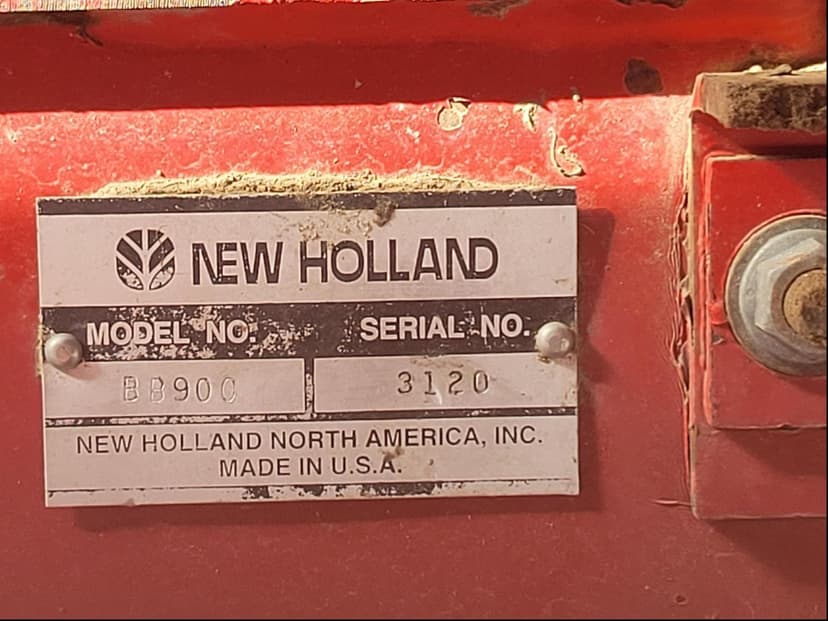 NEW HOLLAND
MODEL NO. SERIAL NO.
BB900 3120
NEW HOLLAND NORTH AMERICA, INC.
MADE IN U.S.A.